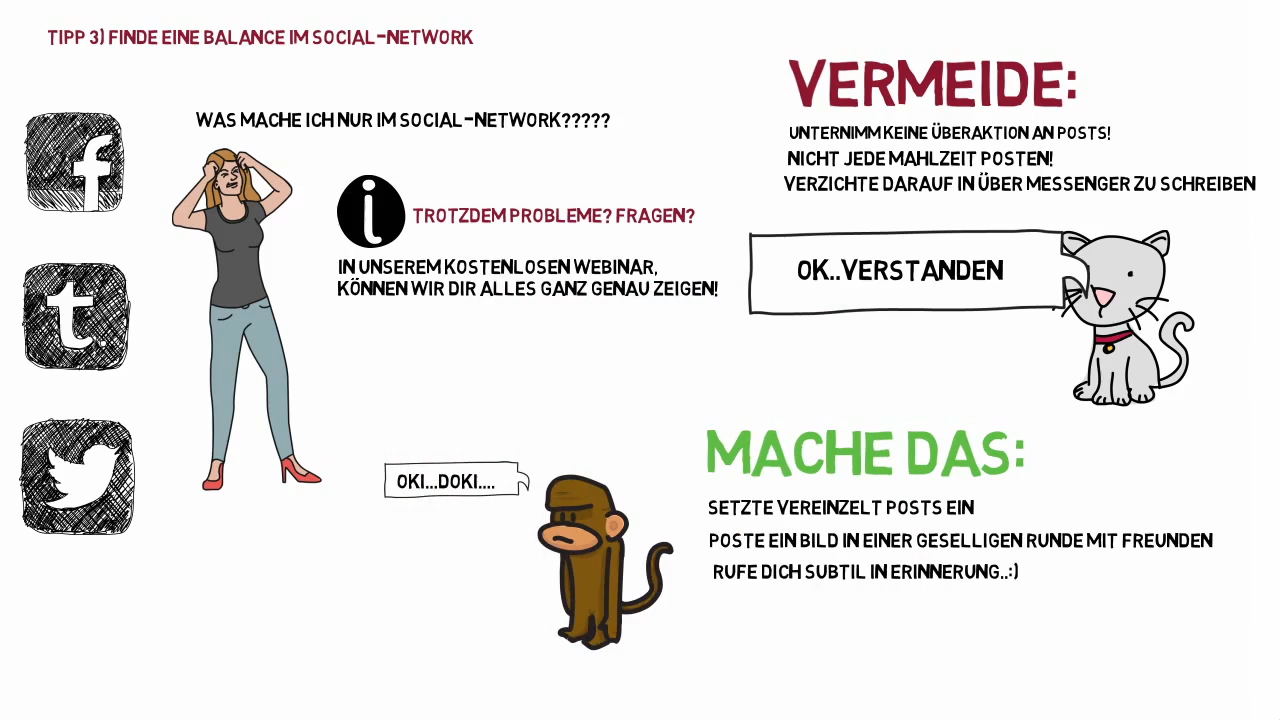 TIPP 3) FINDE EINE BALANCE IM SOCIAL-NETWORK
WAS MACHE ICH NUR IM SOCIAL-NETWORK?????
i TROTZDEM PROBLEME? FRAGEN?
IN UNSEREM KOSTENLOSEN WEBINAR,
KÖNNEN WIR DIR ALLES GANZ GENAU ZEIGEN!
VERMEIDE:
UNTERNIMM KEINE ÜBERAKTION AN POSTS!
NICHT JEDE MAHLZEIT POSTEN!
VERZICHTE DARAUF IN ÜBER MESSENGER ZU SCHREIBEN
OK..VERSTANDEN
OKI...DOKI....
MACHE DAS:
SETZTE VEREINZELT POSTS EIN
POSTE EIN BILD IN EINER GESELLIGEN RUNDE MIT FREUNDEN
RUFE DICH SUBTIL IN ERINNERUNG..:)
f
t.